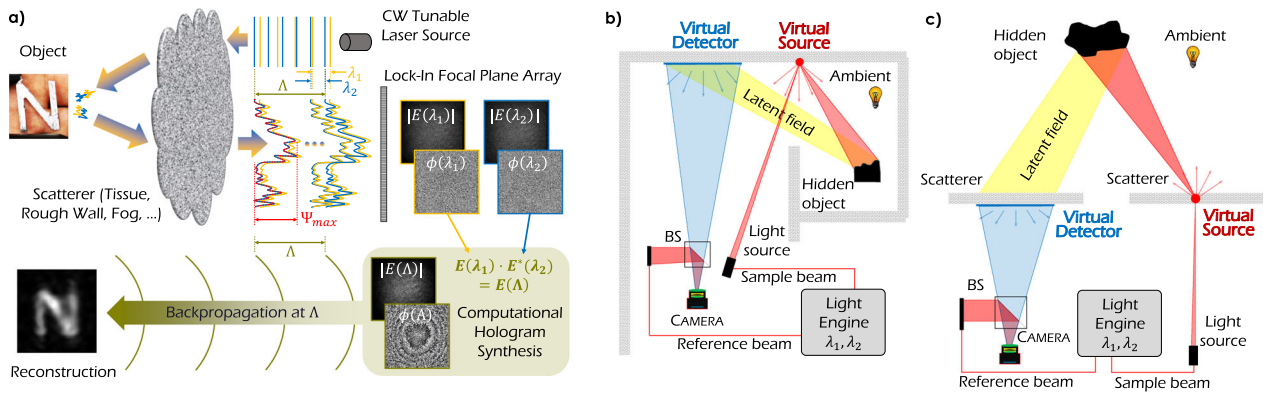 a)
Object
CW Tunable
Laser Source
λ₁
λ₂
Λ
Lock-In Focal Plane Array
|E(λ₁)|
|E(λ₂)|
ϕ(λ₁)
ϕ(λ₂)
Scatterer (Tissue,
Rough Wall, Fog, ...)
Ψmax
Λ
E(λ₁) · E*(λ₂)
= E(Λ)
|E(Λ)|
ϕ(Λ)
Computational
Hologram
Synthesis
Backpropagation at Λ
N
Reconstruction
b)
Virtual
Detector
Virtual
Source
Ambient
Latent field
Hidden
object
BS
Light
source
Sample beam
CAMERA
Light
Engine
λ₁, λ₂
Reference beam
c)
Hidden
object
Ambient
Latent field
Scatterer
Scatterer
Virtual
Detector
Virtual
Source
BS
CAMERA
Light
Engine
λ₁, λ₂
Light
source
Reference beam
Sample beam